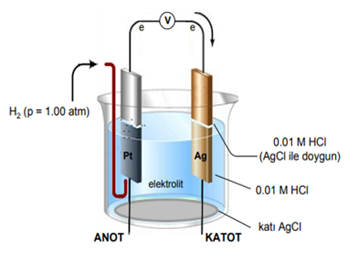 V
e
e
H₂ (p = 1.00 atm)
Pt
Ag
elektrolit
0.01 M HCl
(AgCl ile doygun)
0.01 M HCl
katı AgCl
ANOT
KATOT